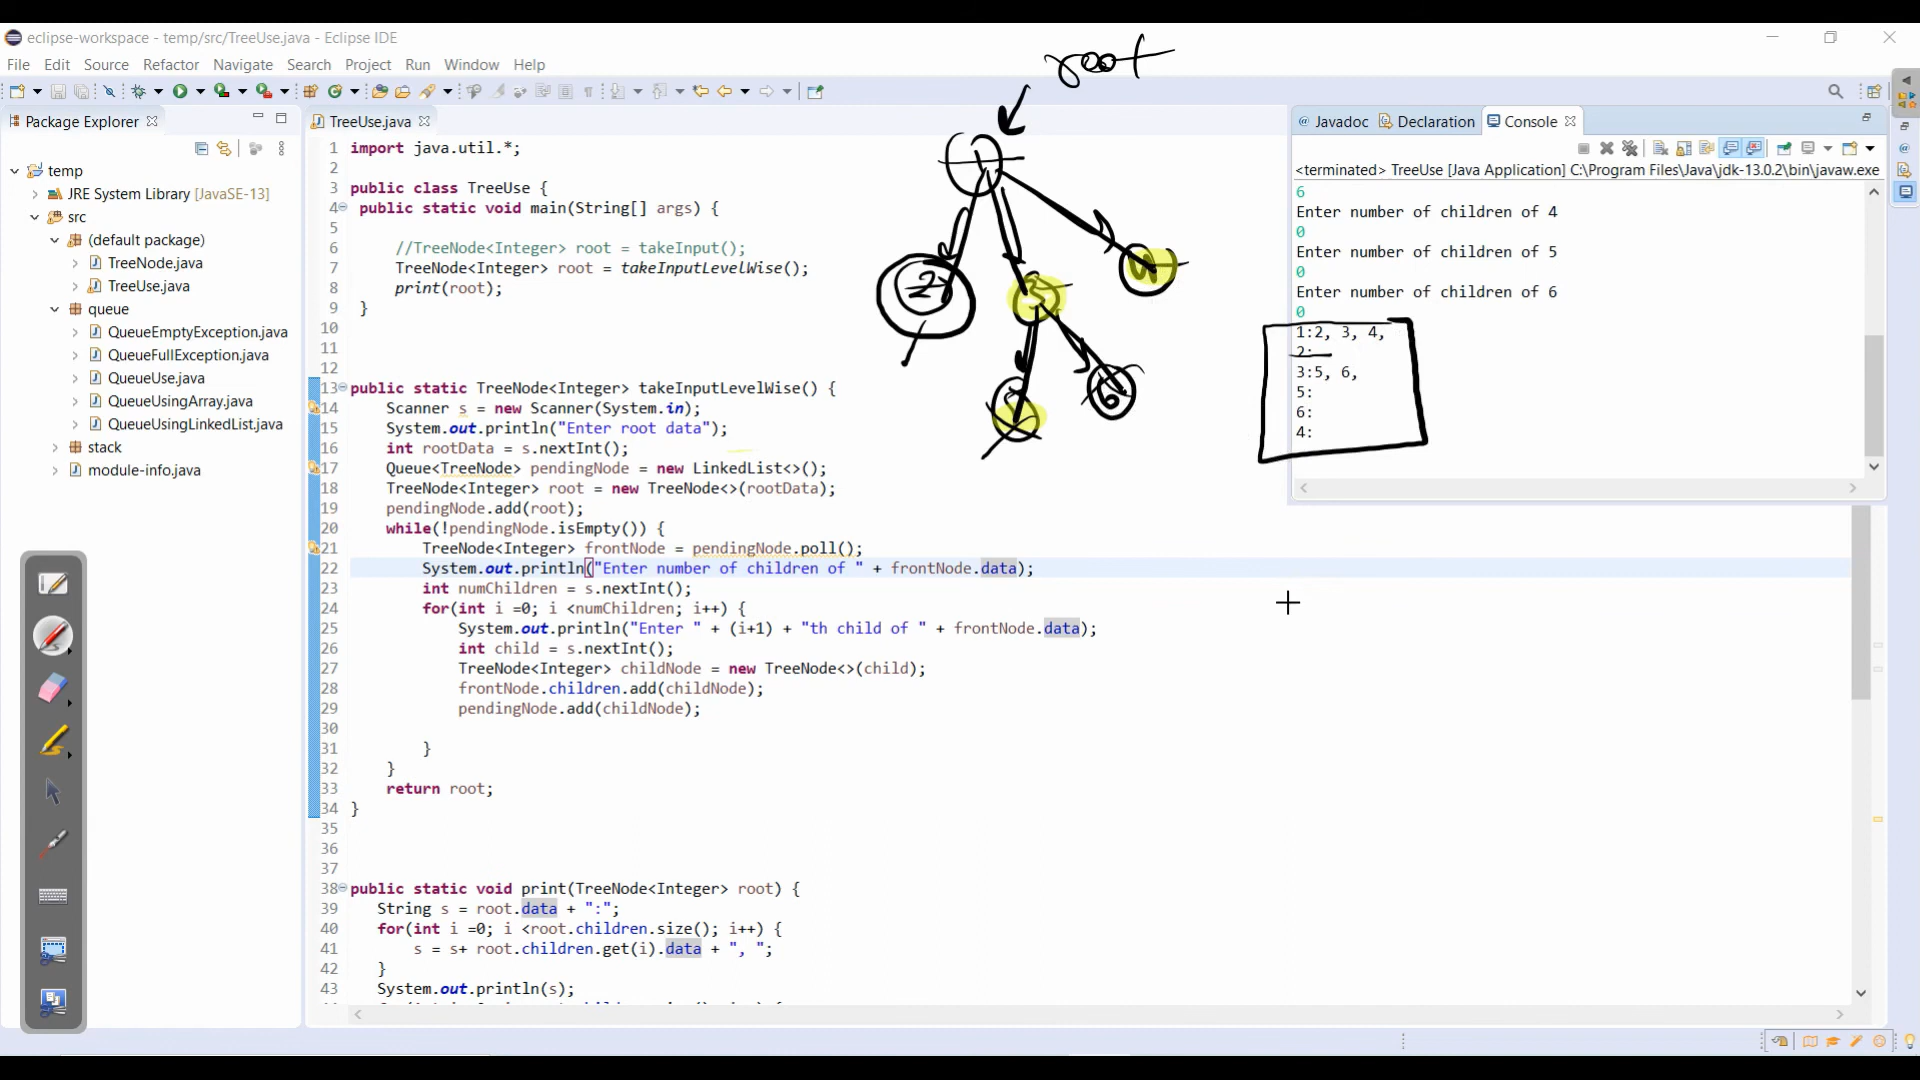 eclipse-workspace - temp/src/TreeUse.java - Eclipse IDE
File Edit Source Refactor Navigate Search Project Run Window Help
root
Package Explorer
TreeUse.java
Javadoc Declaration Console
temp
JRE System Library [JavaSE-13]
src
(default package)
TreeNode.java
TreeUse.java
queue
QueueEmptyException.java
QueueFullException.java
QueueUse.java
QueueUsingArray.java
QueueUsingLinkedList.java
stack
module-info.java
1 import java.util.*;
2
3 public class TreeUse {
4 public static void main(String[] args) {
5
6 //TreeNode<Integer> root = takeInput();
7 TreeNode<Integer> root = takeInputLevelWise();
8 print(root);
9 }
10
11
12
13 public static TreeNode<Integer> takeInputLevelWise() {
14 Scanner s = new Scanner(System.in);
15 System.out.println("Enter root data");
16 int rootData = s.nextInt();
17 Queue<TreeNode> pendingNode = new LinkedList<>();
18 TreeNode<Integer> root = new TreeNode<>(rootData);
19 pendingNode.add(root);
20 while(!pendingNode.isEmpty()) {
21 TreeNode<Integer> frontNode = pendingNode.poll();
22 System.out.println("Enter number of children of " + frontNode.data);
23 int numChildren = s.nextInt();
24 for(int i =0; i <numChildren; i++) {
25 System.out.println("Enter " + (i+1) + "th child of " + frontNode.data);
26 int child = s.nextInt();
27 TreeNode<Integer> childNode = new TreeNode<>(child);
28 frontNode.children.add(childNode);
29 pendingNode.add(childNode);
30
31 }
32 }
33 return root;
34 }
35
36
37
38 public static void print(TreeNode<Integer> root) {
39 String s = root.data + ":";
40 for(int i =0; i <root.children.size(); i++) {
41 s = s+ root.children.get(i).data + ", ";
42 }
43 System.out.println(s);
1
2
3
4
6
<terminated> TreeUse [Java Application] C:\Program Files\Java\jdk-13.0.2\bin\javaw.exe
6
Enter number of children of 4
0
Enter number of children of 5
0
Enter number of children of 6
0
1:2, 3, 4,
2:
3:5, 6,
5:
6:
4: